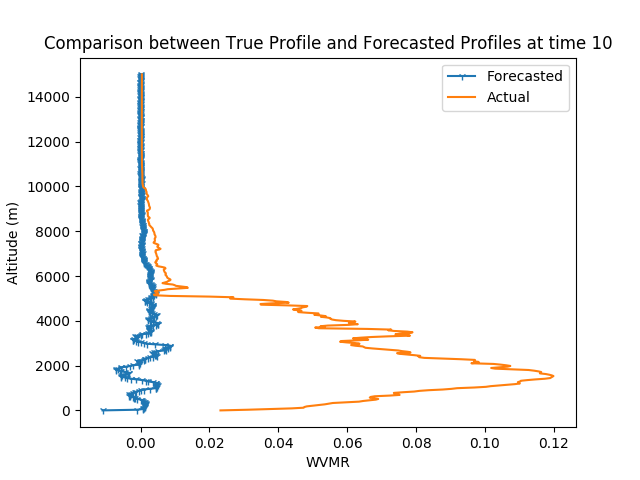 Comparison between True Profile and Forecasted Profiles at time 10
Forecasted
Actual
14000
12000
10000
8000
6000
4000
2000
0
Altitude (m)
0.00 0.02 0.04 0.06 0.08 0.10 0.12
WVMR